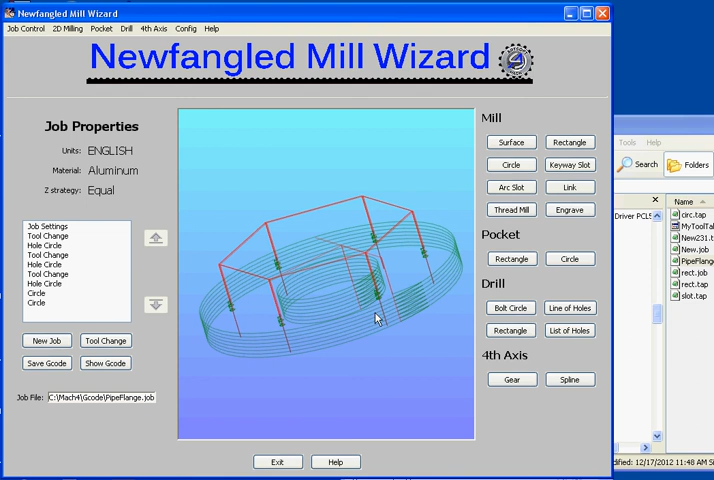 Newfangled Mill Wizard
Job Control 2D Milling Pocket Drill 4th Axis Config Help
Newfangled Mill Wizard
Job Properties
Units: ENGLISH
Material: Aluminum
Z strategy: Equal
Job Settings
Tool Change
Hole Circle
Tool Change
Hole Circle
Tool Change
Hole Circle
Circle
Circle
New Job Tool Change
Save Gcode Show Gcode
Job File: C:\Mach4\Gcode\PipeFlange.job
Exit Help
Mill
Surface Rectangle
Circle Keyway Slot
Arc Slot Link
Thread Mill Engrave
Pocket
Rectangle Circle
Drill
Bolt Circle Line of Holes
Rectangle List of Holes
4th Axis
Gear Spline
Tools Help
Search Folders
Name
Driver PCL5
circ.tap
MyToolTa
New231.t
New.job
PipeFlang
rect.job
rect.tap
slot.tap
dified: 12/17/2012 11:48 AM S